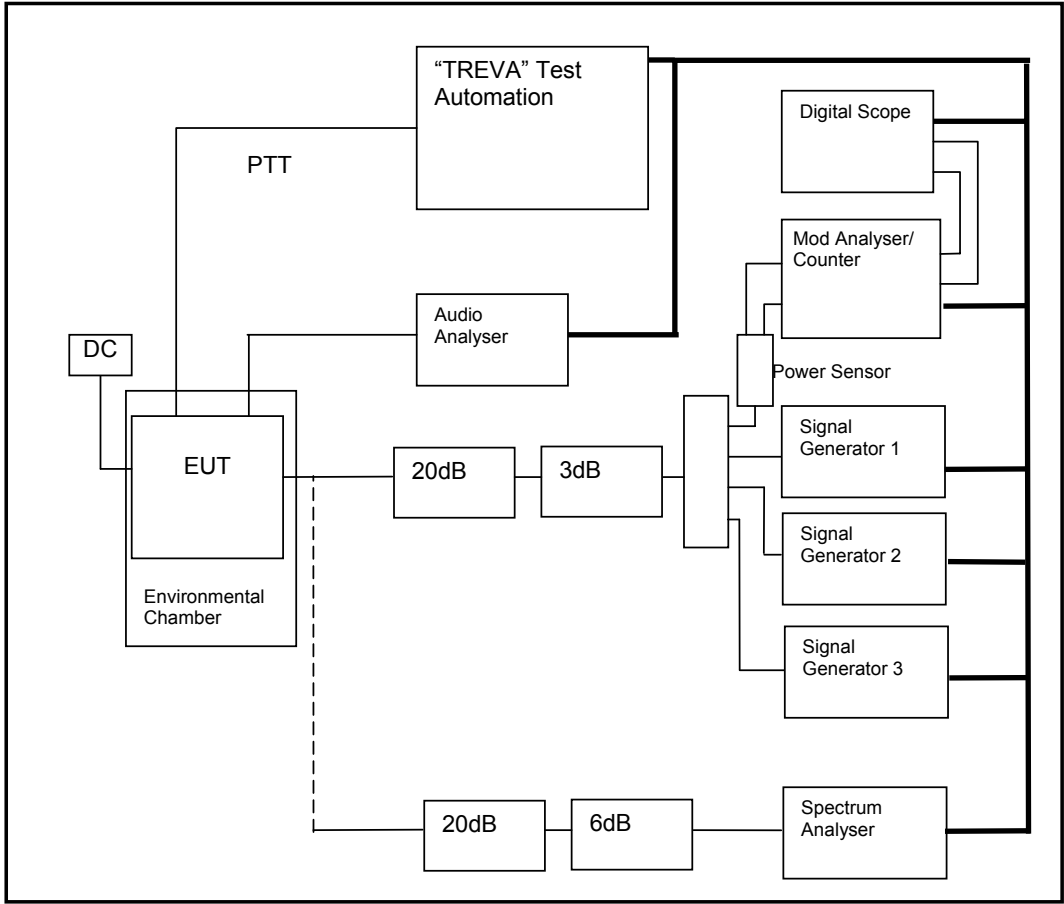 “TREVA” Test
Automation
Digital Scope
PTT
Mod Analyser/
Counter
Audio
Analyser
DC
Power Sensor
EUT
20dB
3dB
Signal
Generator 1
Signal
Generator 2
Environmental
Chamber
Signal
Generator 3
20dB
6dB
Spectrum
Analyser